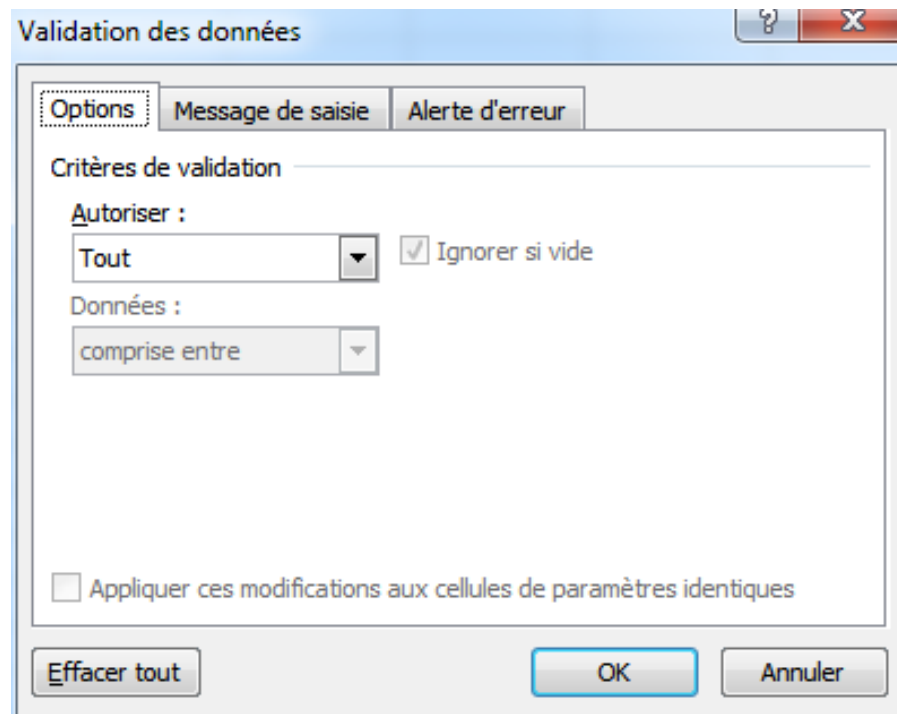 Validation des données
?
X
Options Message de saisie Alerte d'erreur
Critères de validation
Autoriser :
Tout Ignorer si vide
Données :
comprise entre
Appliquer ces modifications aux cellules de paramètres identiques
Effacer tout OK Annuler